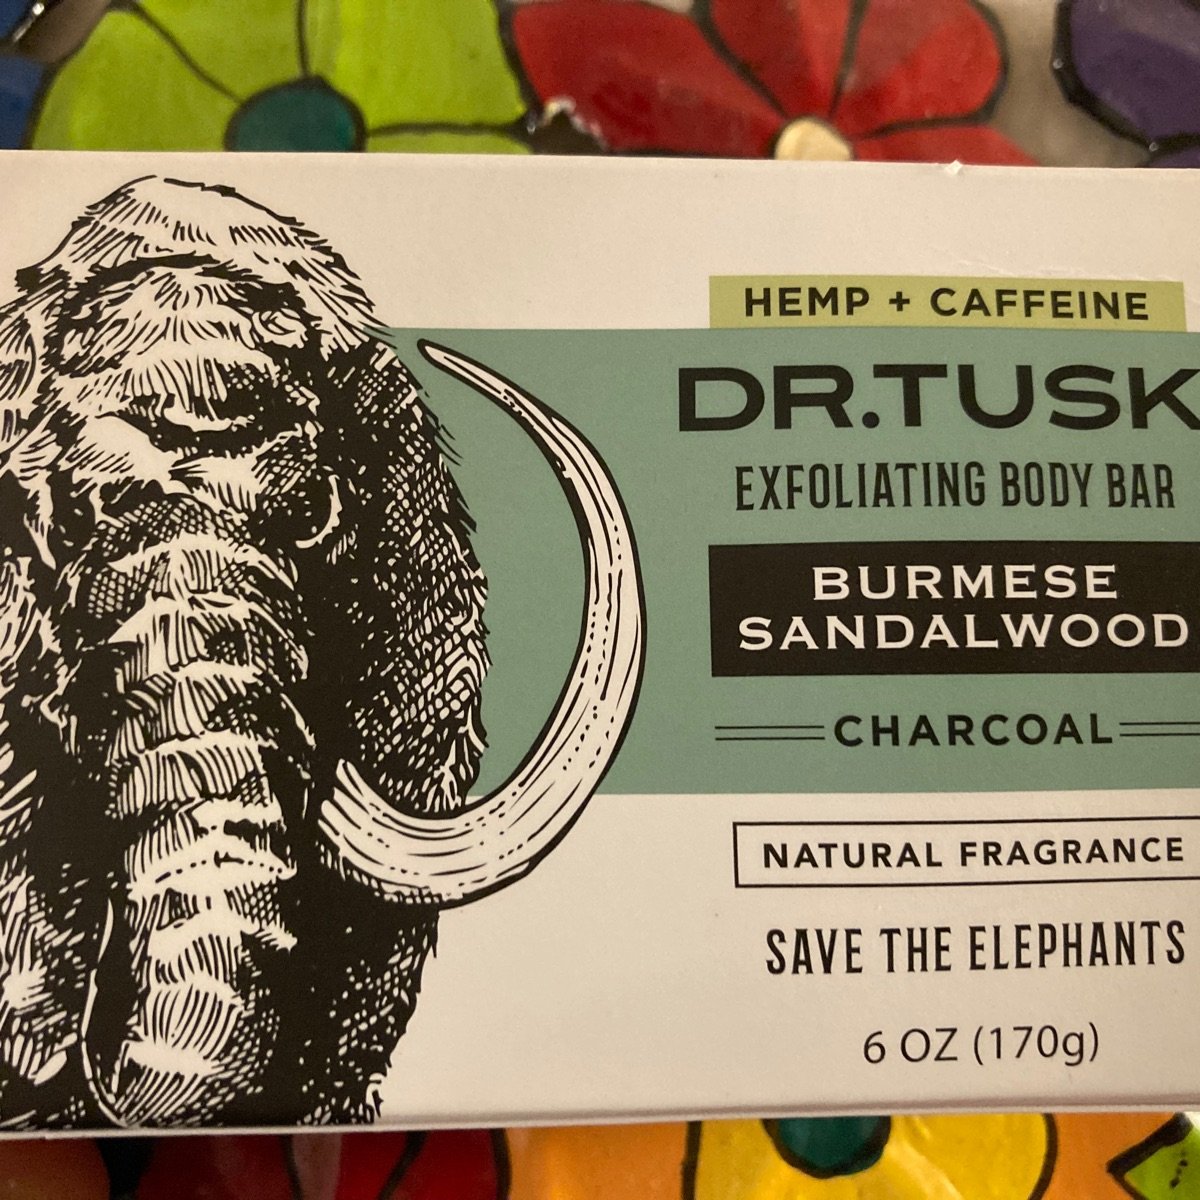 HEMP + CAFFEINE
DR.TUSK
EXFOLIATING BODY BAR
BURMESE
SANDALWOOD
CHARCOAL
NATURAL FRAGRANCE
SAVE THE ELEPHANTS
6 OZ (170g)